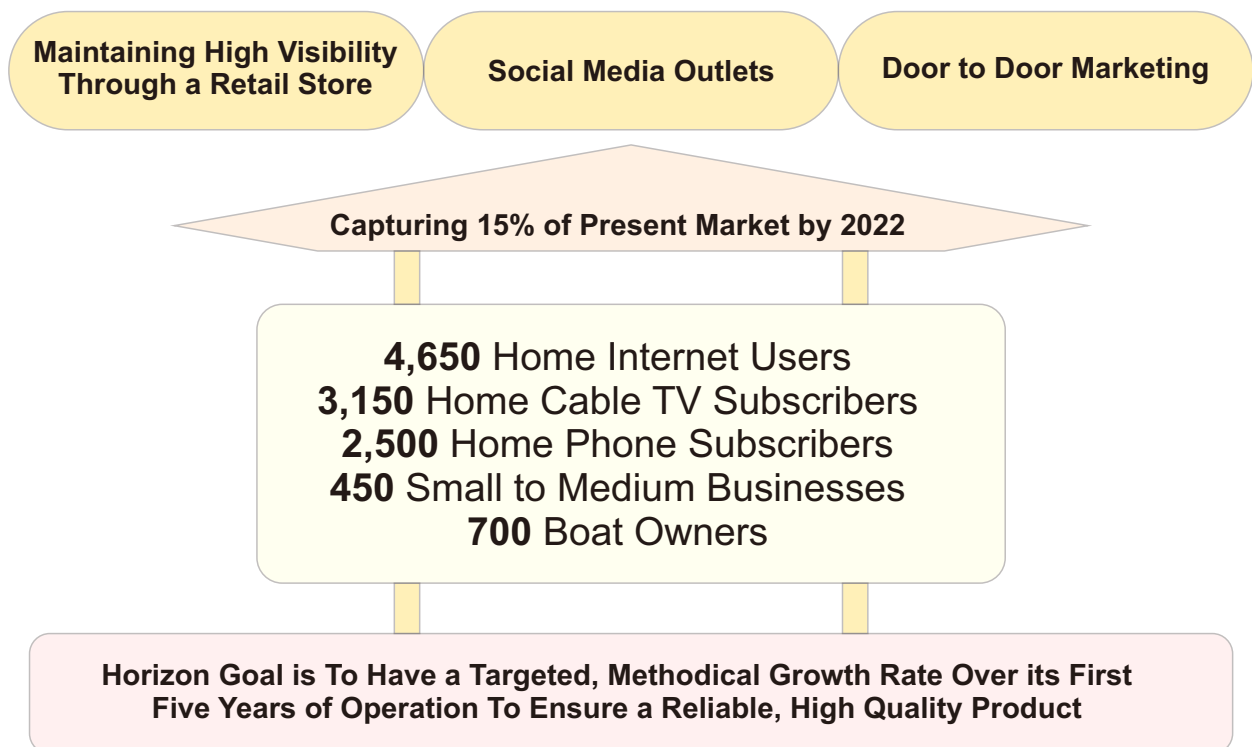 Maintaining High Visibility
Through a Retail Store
Social Media Outlets
Door to Door Marketing
Capturing 15% of Present Market by 2022
4,650 Home Internet Users
3,150 Home Cable TV Subscribers
2,500 Home Phone Subscribers
450 Small to Medium Businesses
700 Boat Owners
Horizon Goal is To Have a Targeted, Methodical Growth Rate Over its First
Five Years of Operation To Ensure a Reliable, High Quality Product